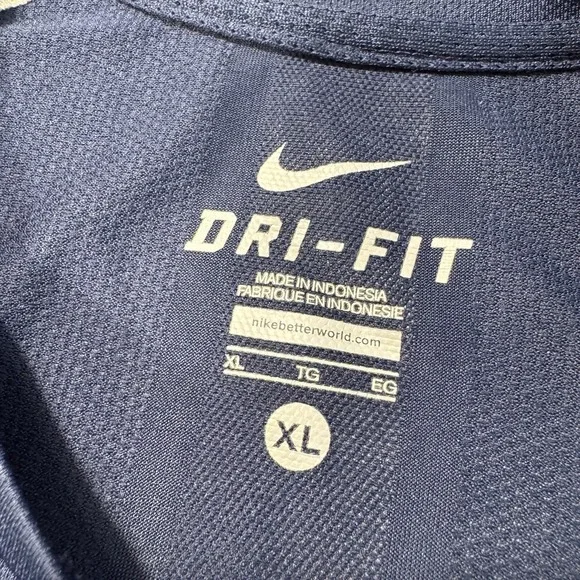 DRI-FIT
MADE IN INDONESIA
FABRIQUE EN INDONESIE
nikebetterworld.com
XL TG EG
XL